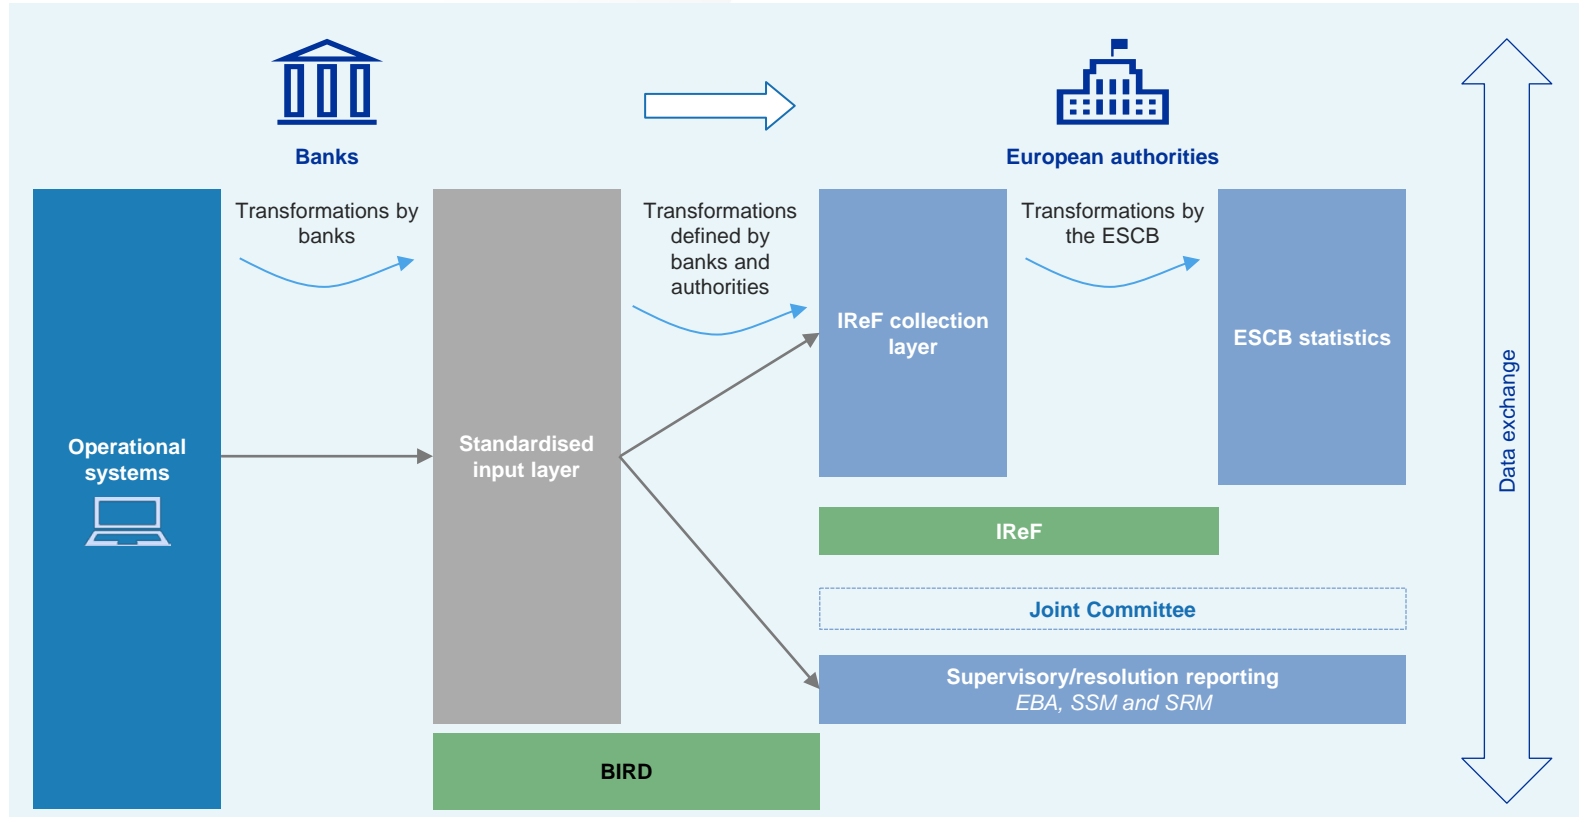 Banks
European authorities
Transformations by
banks
Transformations
defined by
banks and
authorities
Transformations by
the ESCB
Operational
systems
Standardised
input layer
IReF collection
layer
ESCB statistics
IReF
Joint Committee
Supervisory/resolution reporting
EBA, SSM and SRM
BIRD
Data exchange